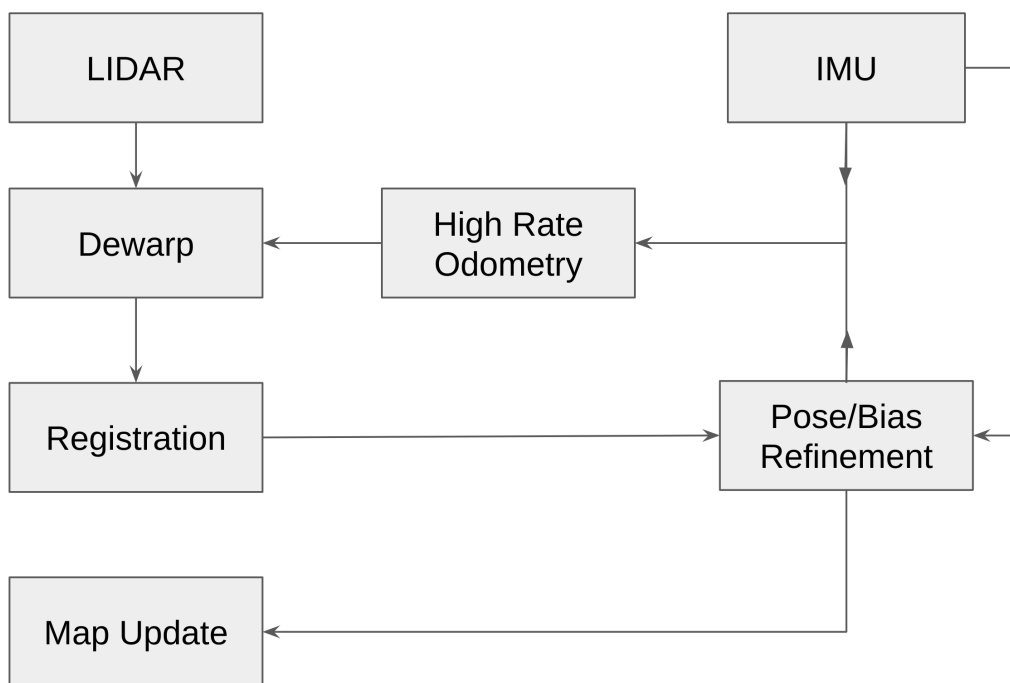 LIDAR
IMU
Dewarp
High Rate
Odometry
Registration
Pose/Bias
Refinement
Map Update